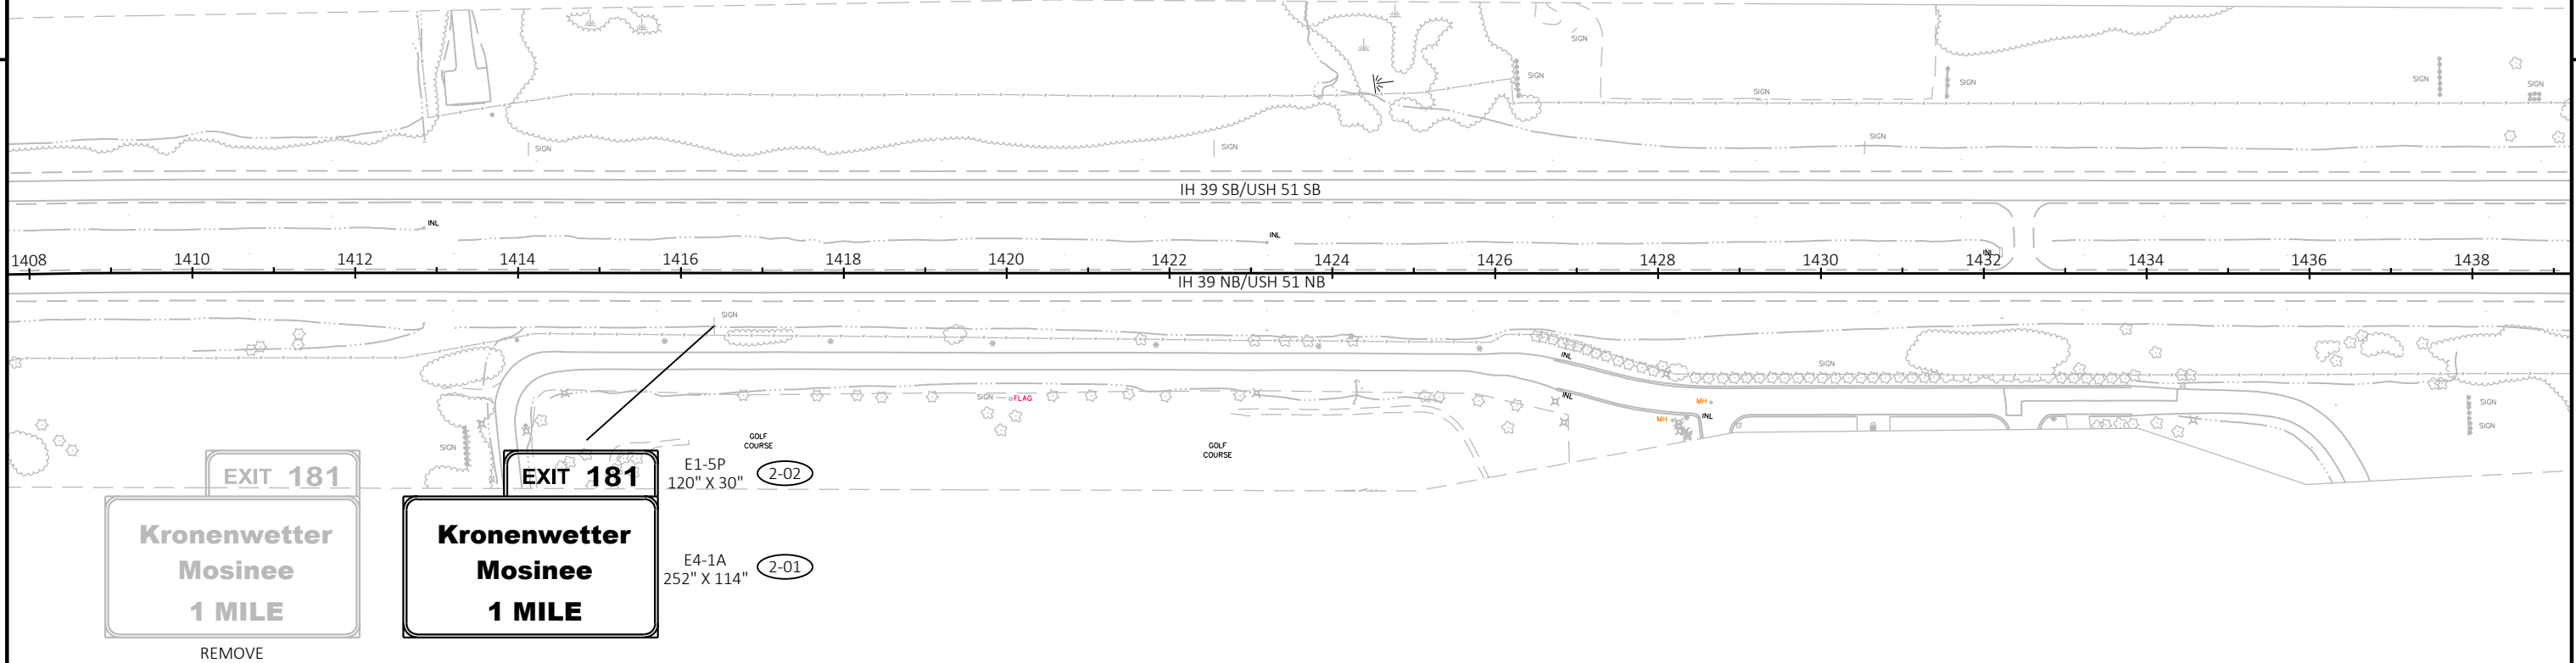 SIGN
SIGN
SIGN
SIGN
SIGN
SIGN
SIGN
SIGN
SIGN
SIGN
IH 39 SB/USH 51 SB
INL
INL
INL
1408 1410 1412 1414 1416 1418 1420 1422 1424 1426 1428 1430 1432 1434 1436 1438
IH 39 NB/USH 51 NB
SIGN
INL
SIGN
SIGN
FLAG
INL
MH
SIGN
MH
INL
SIGN
GOLF
COURSE
GOLF
COURSE
SIGN
EXIT 181
EXIT 181
E1-5P
120" X 30"
2-02
Kronenwetter
Mosinee
1 MILE
Kronenwetter
Mosinee
1 MILE
E4-1A
252" X 114"
2-01
REMOVE